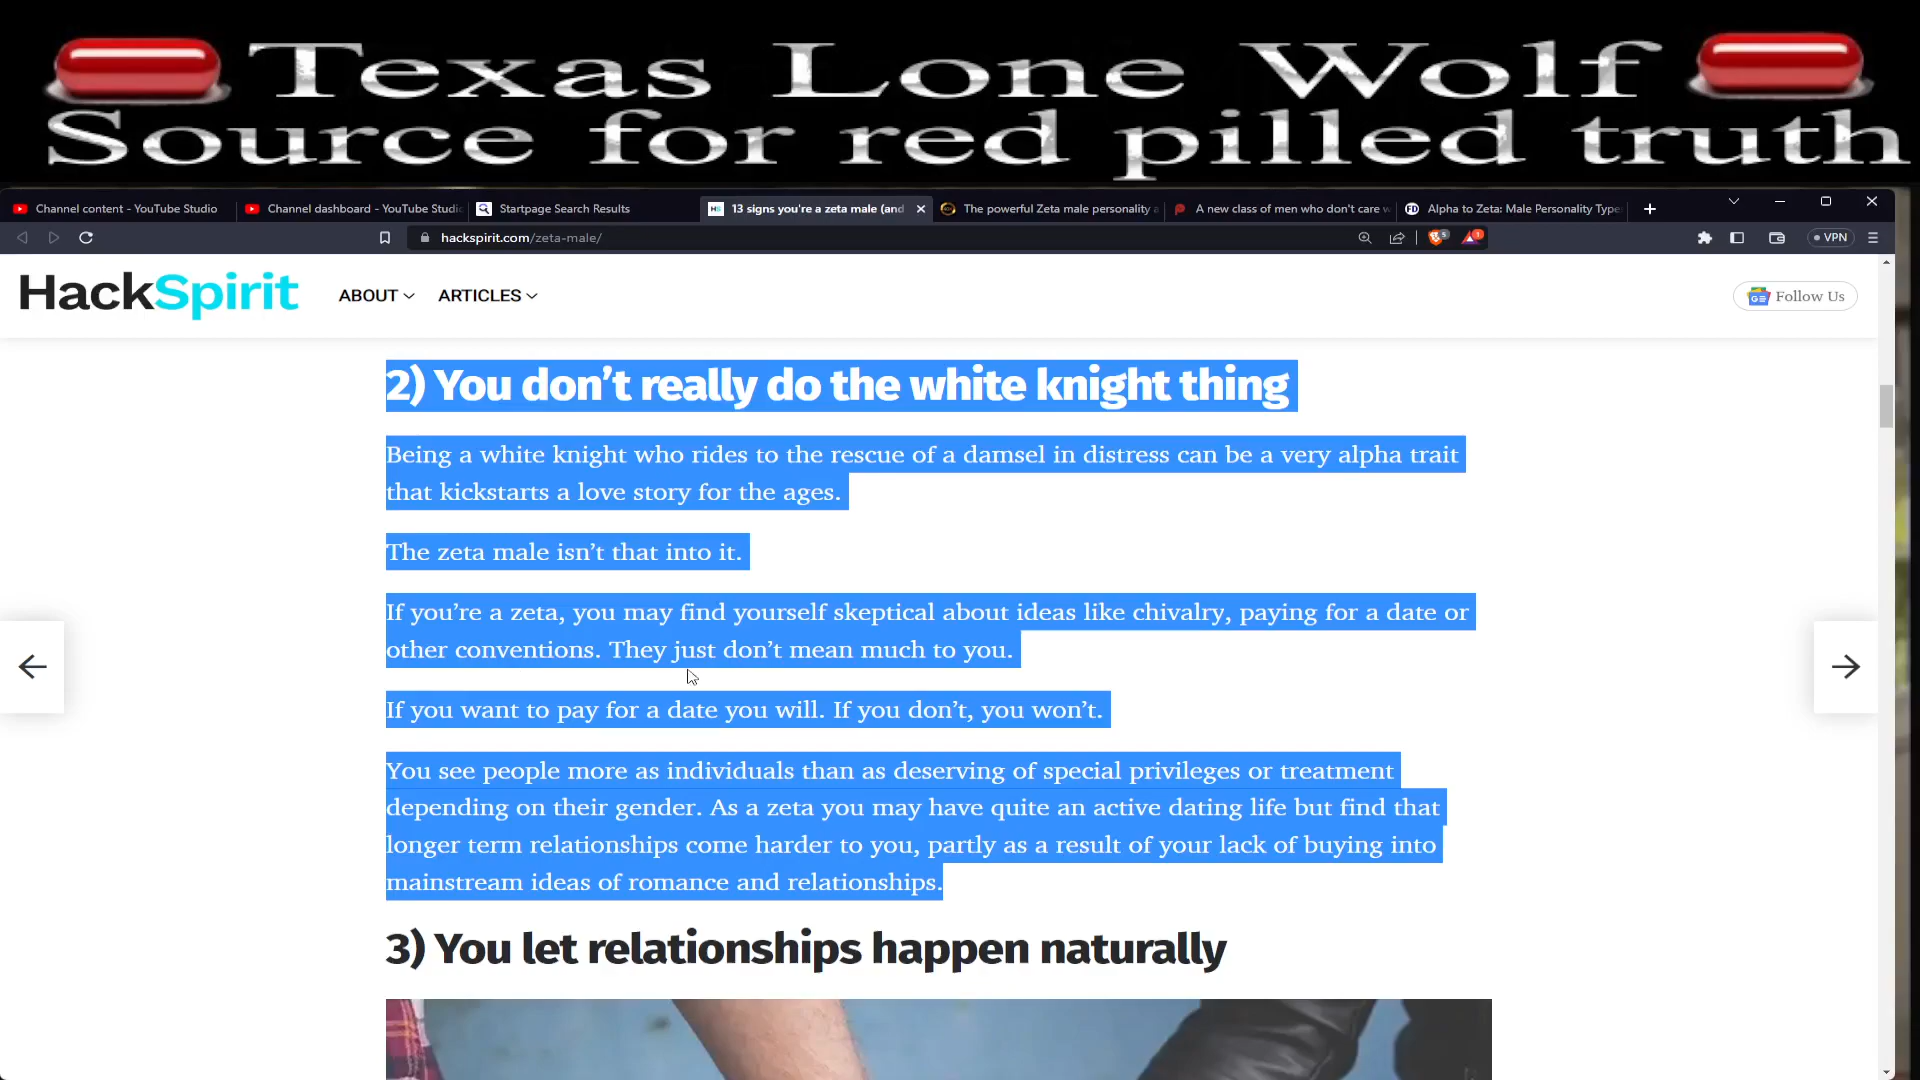 Texas Lone Wolf
Source for red pilled truth
Channel content - YouTube Studio
Channel dashboard - YouTube Studio
Startpage Search Results
13 signs you're a zeta male (and
The powerful Zeta male personality a
A new class of men who don't care w
Alpha to Zeta: Male Personality Type
hackspirit.com/zeta-male/
5
1
VPN
HackSpirit
ABOUT
ARTICLES
Follow Us
2) You don’t really do the white knight thing
Being a white knight who rides to the rescue of a damsel in distress can be a very alpha trait
that kickstarts a love story for the ages.
The zeta male isn’t that into it.
If you’re a zeta, you may find yourself skeptical about ideas like chivalry, paying for a date or
other conventions. They just don’t mean much to you.
If you want to pay for a date you will. If you don’t, you won’t.
You see people more as individuals than as deserving of special privileges or treatment
depending on their gender. As a zeta you may have quite an active dating life but find that
longer term relationships come harder to you, partly as a result of your lack of buying into
mainstream ideas of romance and relationships.
3) You let relationships happen naturally